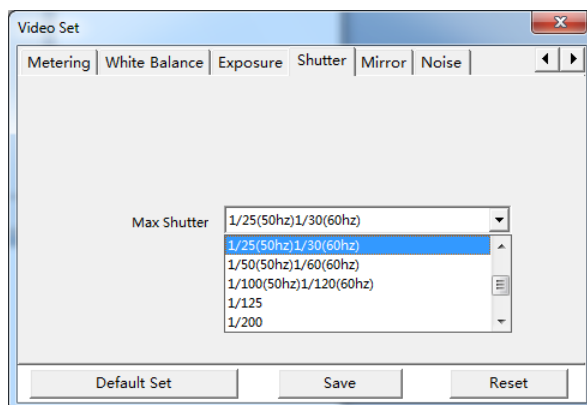 Video Set
Metering White Balance Exposure Shutter Mirror Noise
Max Shutter 1/25(50hz)1/30(60hz)
1/25(50hz)1/30(60hz)
1/50(50hz)1/60(60hz)
1/100(50hz)1/120(60hz)
1/125
1/200
Default Set Save Reset